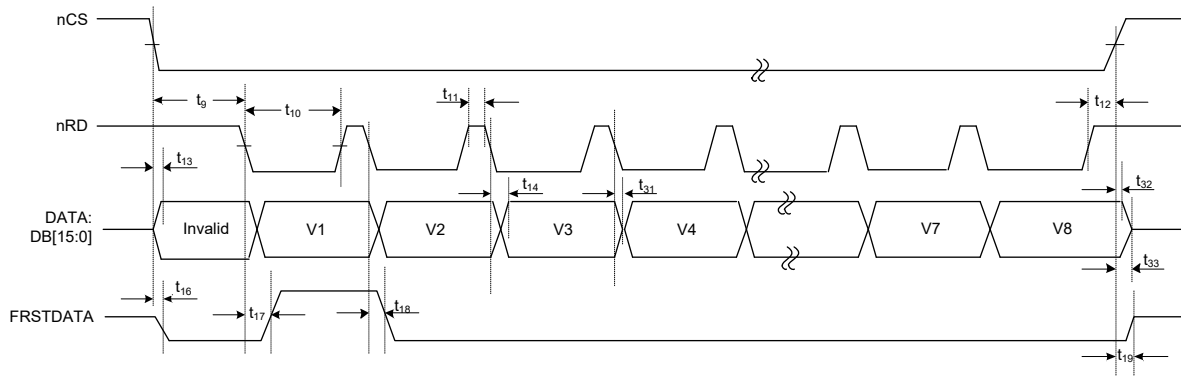 nCS
t9
t10
t11
t12
nRD
t13
t14
t31
t32
DATA:
DB[15:0]
Invalid
V1
V2
V3
V4
V7
V8
t33
t16
t17
t18
FRSTDATA
t19